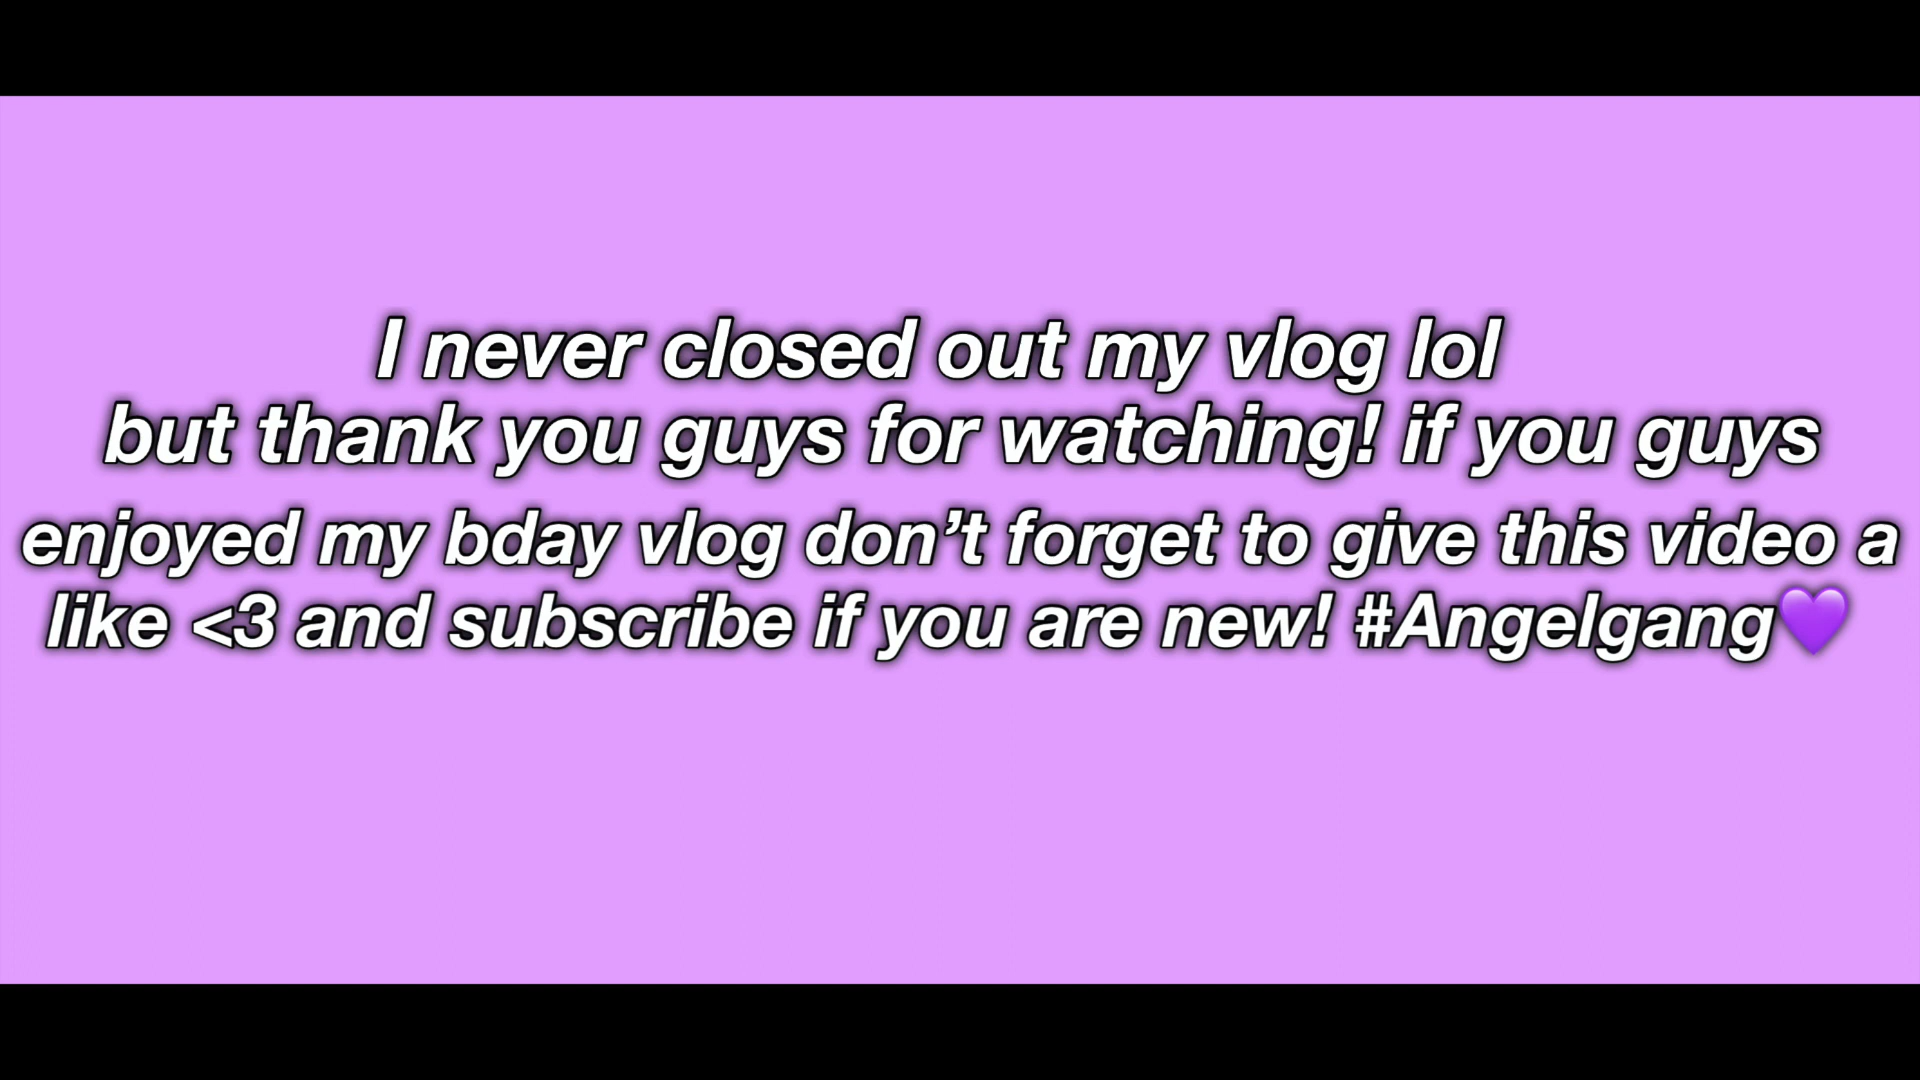 I never closed out my vlog lol
but thank you guys for watching! if you guys
enjoyed my bday vlog don’t forget to give this video a
like <3 and subscribe if you are new! #Angelgang💜